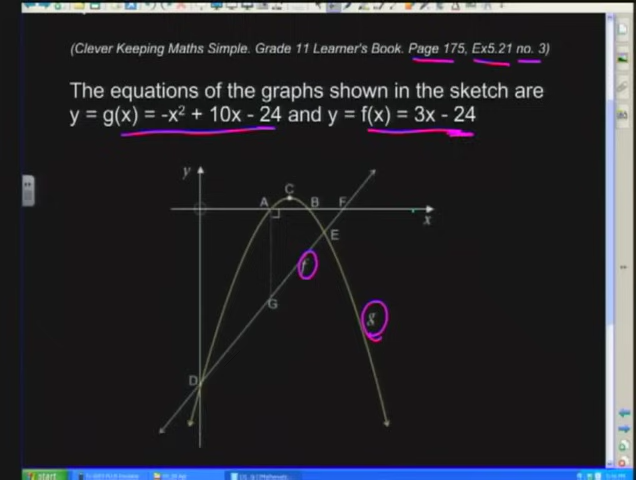 (Clever Keeping Maths Simple. Grade 11 Learner's Book. Page 175, Ex5.21 no. 3)
The equations of the graphs shown in the sketch are
y = g(x) = -x² + 10x - 24 and y = f(x) = 3x - 24
y
C
A B F
x
E
f
G
g
D
start